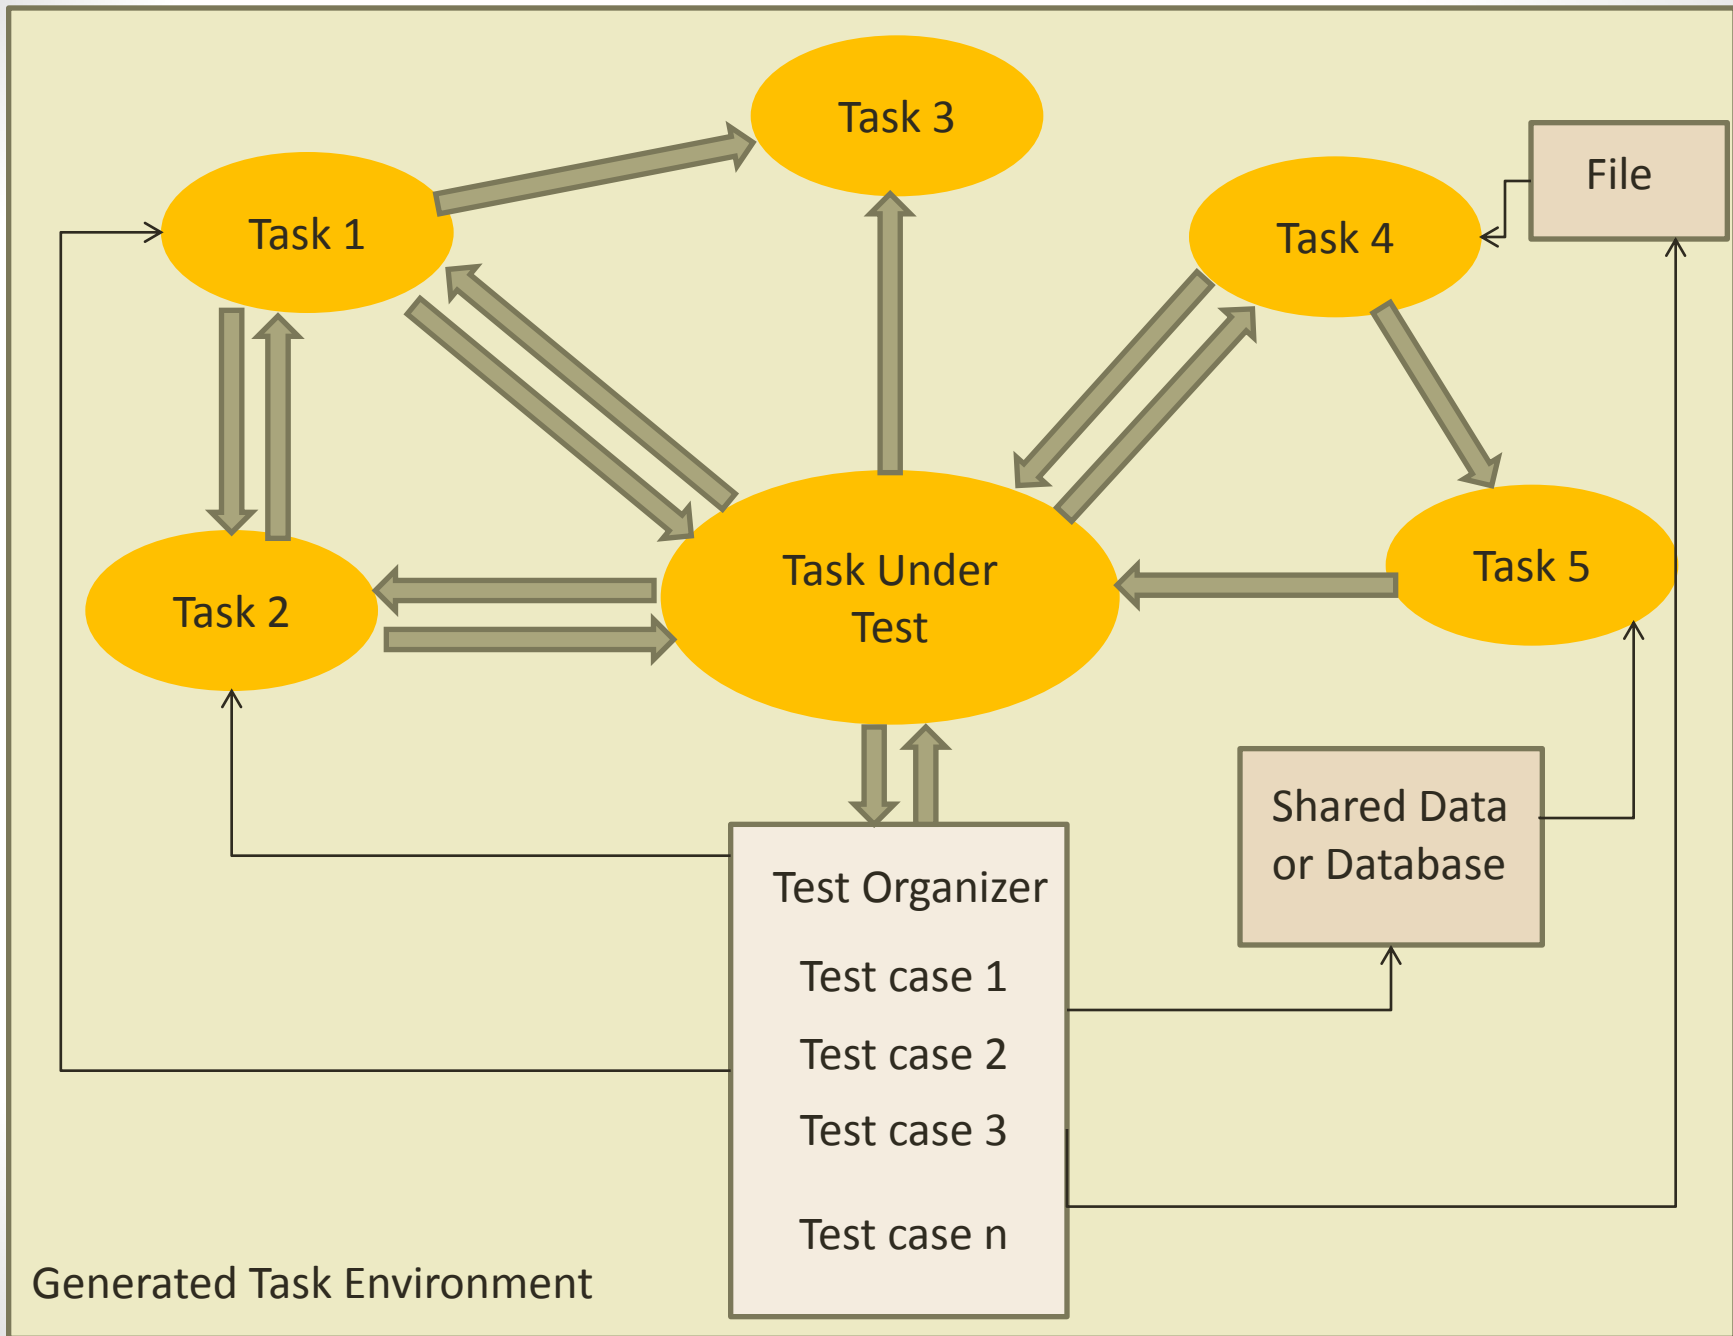 Task 3
File
Task 1
Task 4
Task Under
Test
Task 5
Task 2
Shared Data
or Database
Test Organizer
Test case 1
Test case 2
Test case 3
Test case n
Generated Task Environment